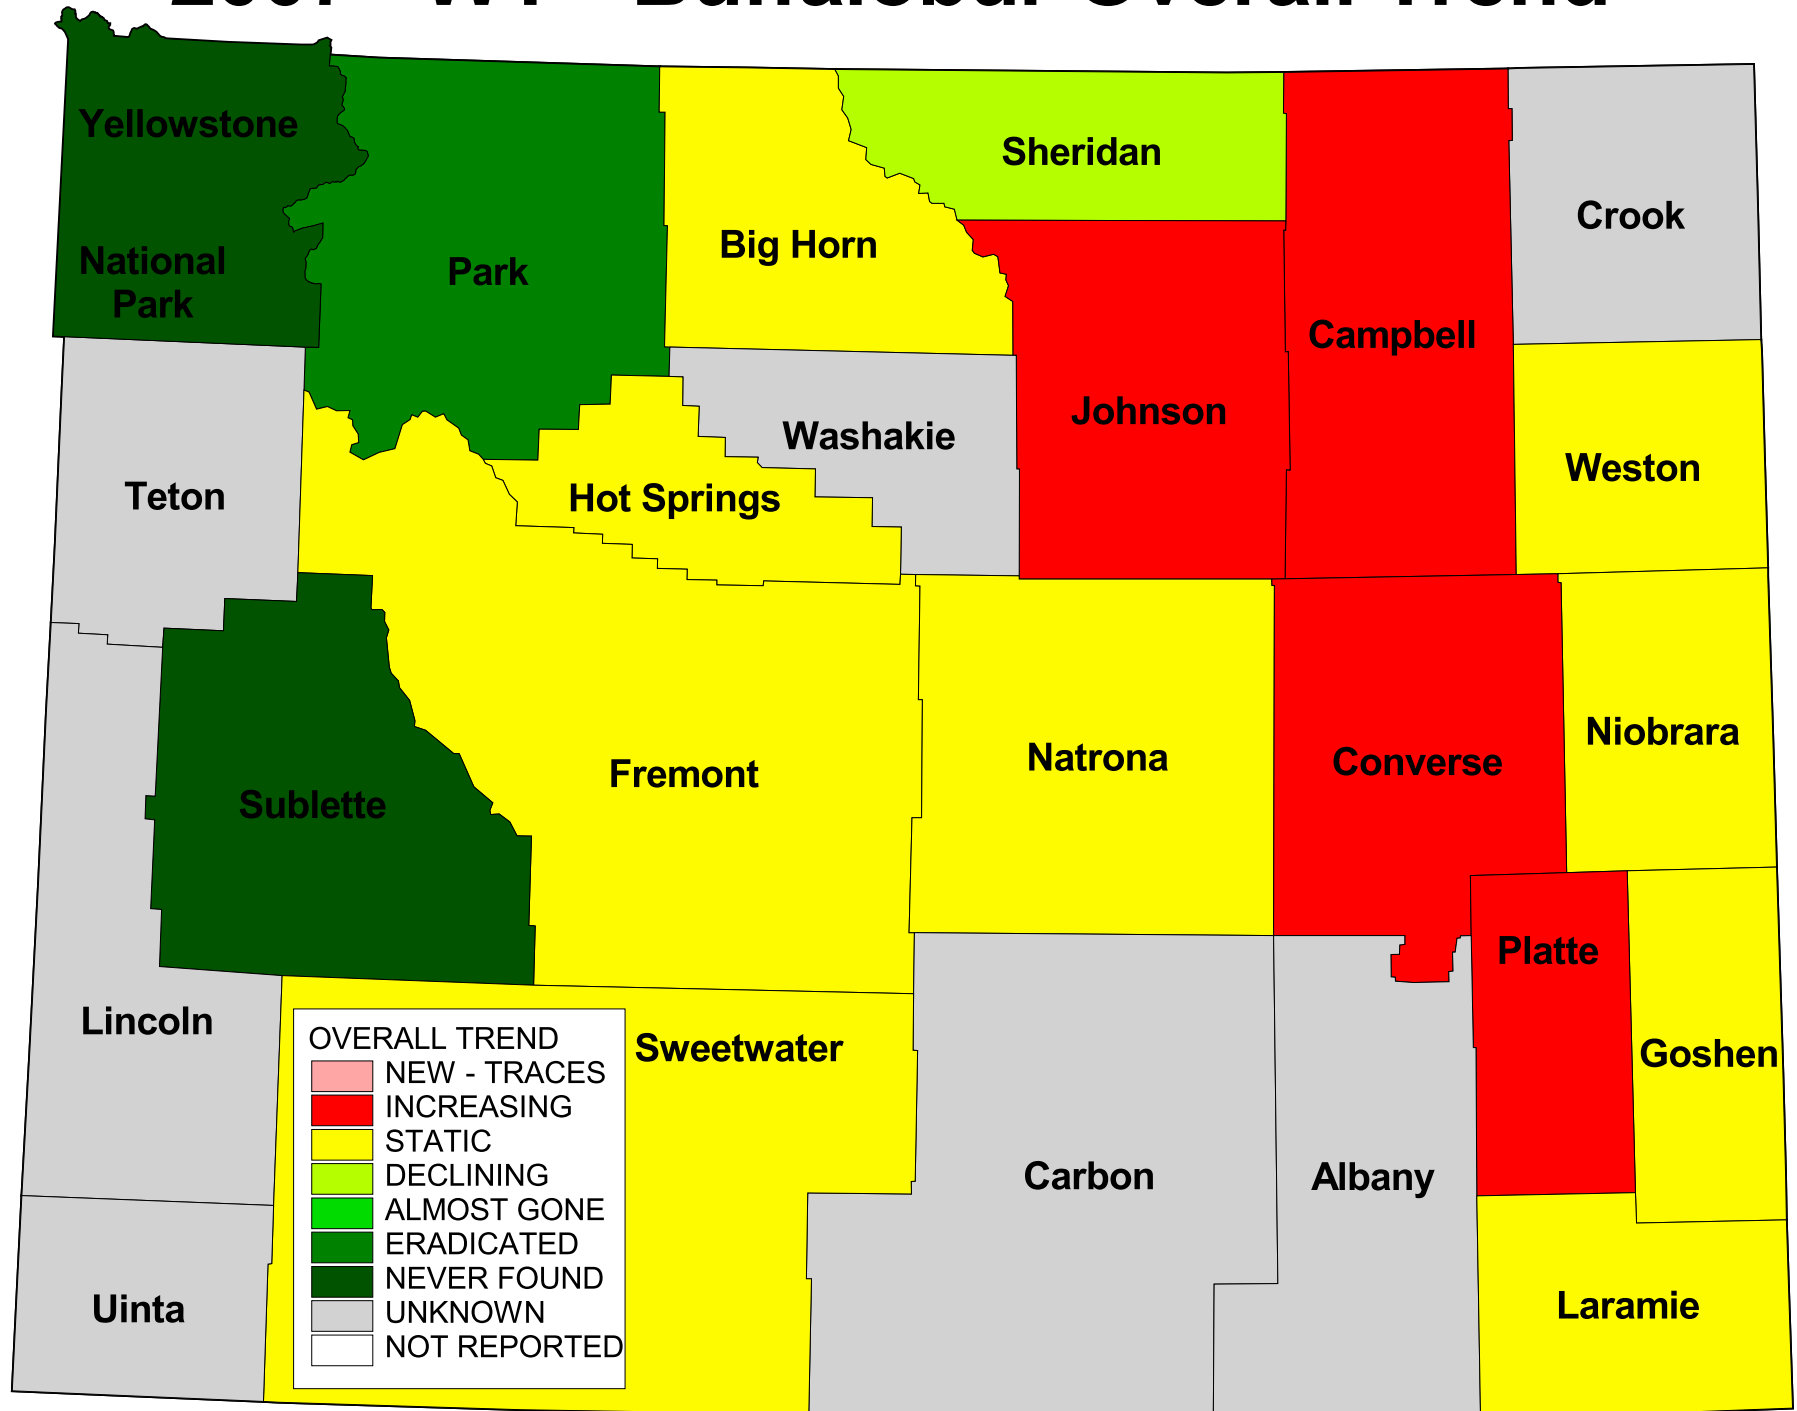 Yellowstone
National
Park
Park
Big Horn
Sheridan
Campbell
Crook
Johnson
Washakie
Hot Springs
Teton
Weston
Fremont
Natrona
Converse
Niobrara
Sublette
Platte
Lincoln
Sweetwater
Goshen
Carbon
Albany
Uinta
Laramie
OVERALL TREND
NEW - TRACES
INCREASING
STATIC
DECLINING
ALMOST GONE
ERADICATED
NEVER FOUND
UNKNOWN
NOT REPORTED